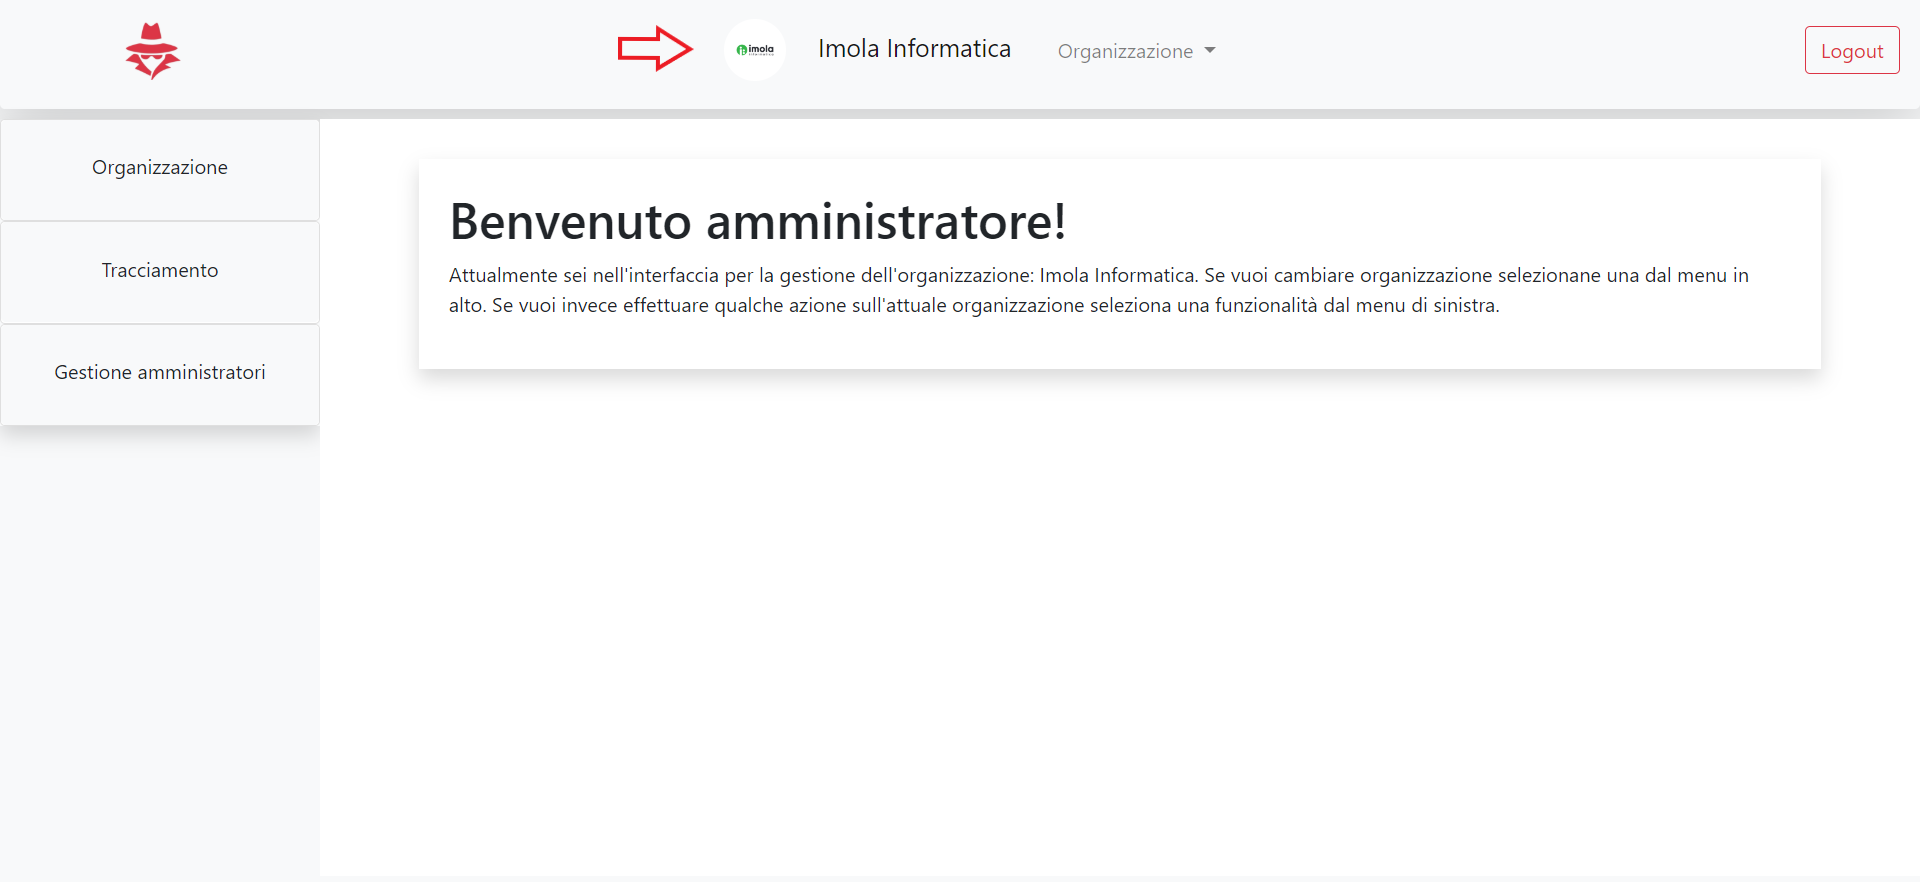 imola
informatica
Imola Informatica
Organizzazione
Logout
Organizzazione
Tracciamento
Gestione amministratori
Benvenuto amministratore!
Attualmente sei nell'interfaccia per la gestione dell'organizzazione: Imola Informatica. Se vuoi cambiare organizzazione selezionane una dal menu in
alto. Se vuoi invece effettuare qualche azione sull'attuale organizzazione seleziona una funzionalità dal menu di sinistra.